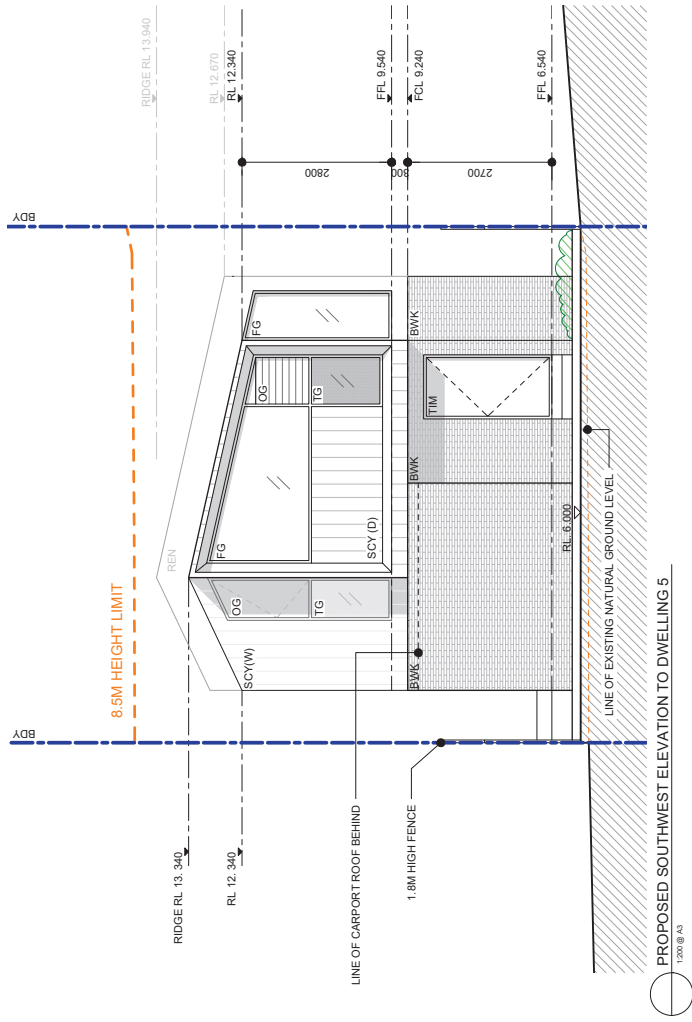 BDY
BDY
8.5M HEIGHT LIMIT
RIDGE RL 13.940
RL 12.670
RL 12.340
FFL 9.540
FCL 9.240
FFL 6.540
2800
300
2700
RIDGE RL 13. 340
RL 12. 340
REN
SCY(W)
OG
TG
FG
SCY (D)
OG
TG
FG
BWK
BWK
BWK
TIM
RL. 6.000
LINE OF CARPORT ROOF BEHIND
1.8M HIGH FENCE
LINE OF EXISTING NATURAL GROUND LEVEL
PROPOSED SOUTHWEST ELEVATION TO DWELLING 5
1:200 @ A3